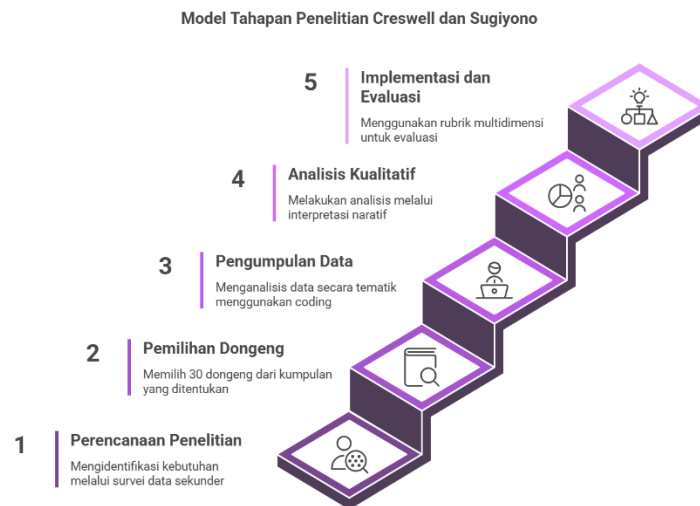 Model Tahapan Penelitian Creswell dan Sugiyono
5
Implementasi dan
Evaluasi
Menggunakan rubrik multidimensi
untuk evaluasi
4
Analisis Kualitatif
Melakukan analisis melalui
interpretasi naratif
3
Pengumpulan Data
Menganalisis data secara tematik
menggunakan coding
2
Pemilihan Dongeng
Memilih 30 dongeng dari kumpulan
yang ditentukan
1
Perencanaan Penelitian
Mengidentifikasi kebutuhan
melalui survei data sekunder